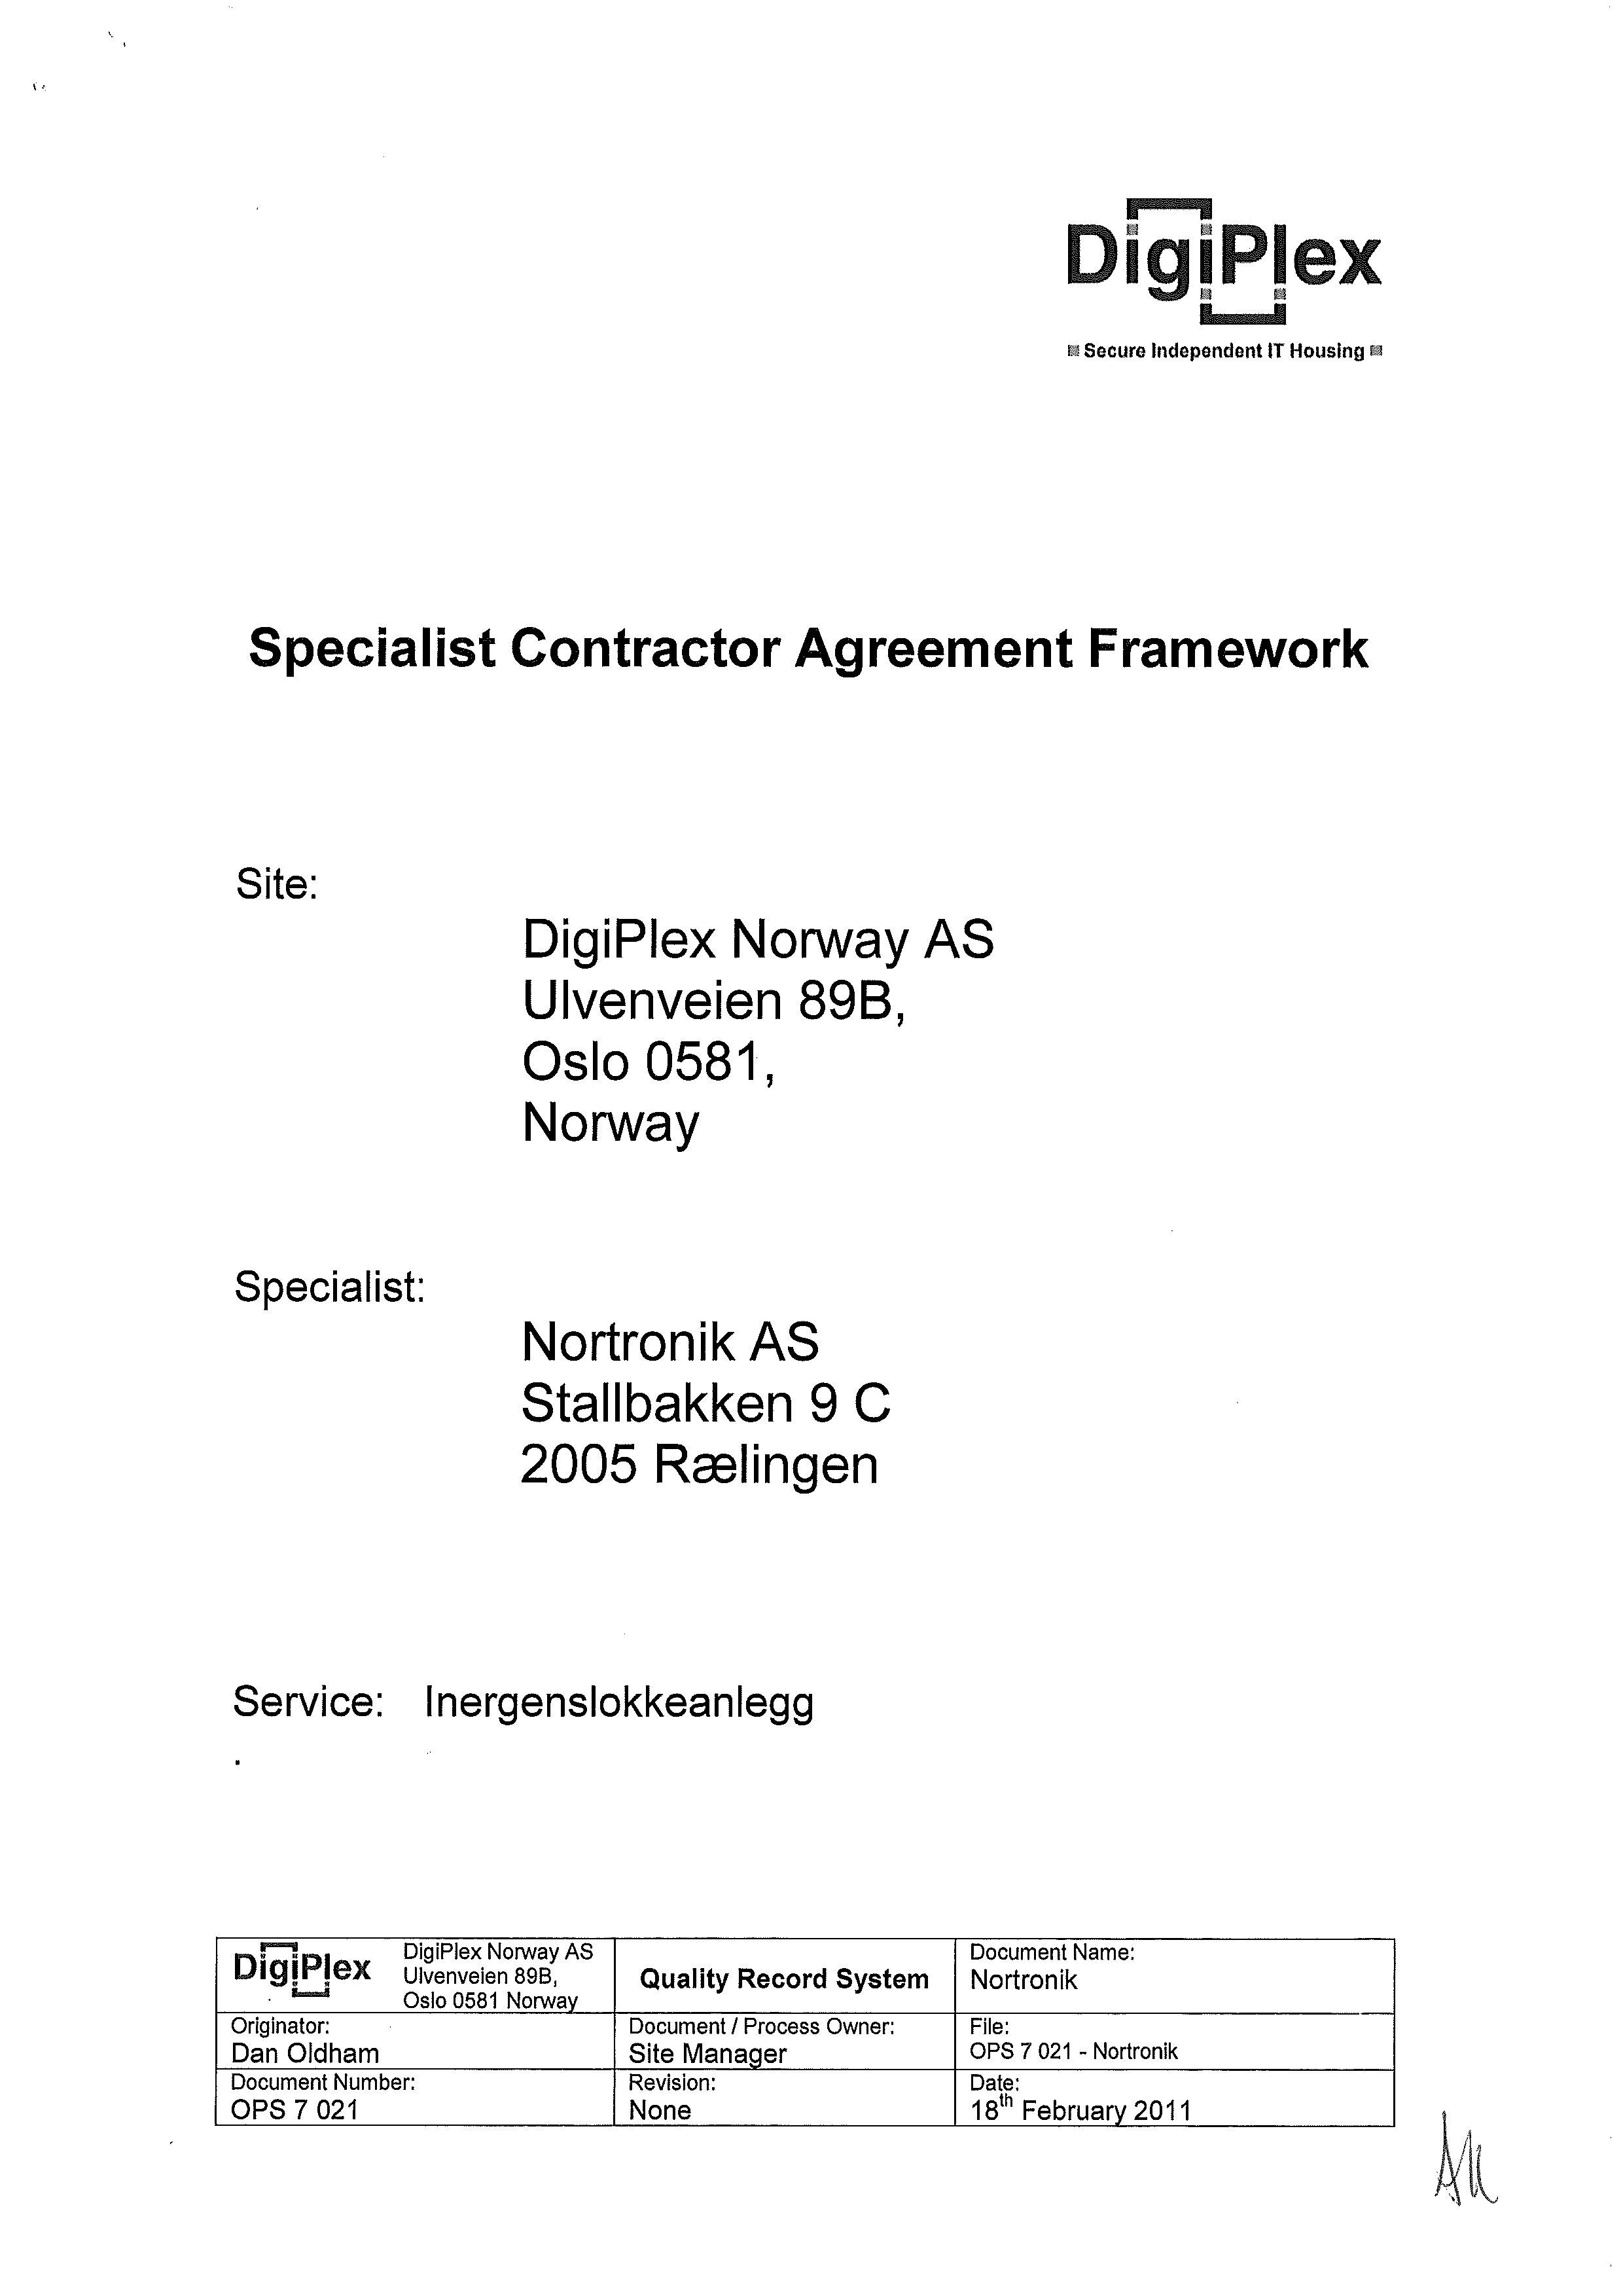 DigiPlex
Secure Independent IT Housing
Specialist Contractor Agreement Framework
Site:
DigiPlex Norway AS
Ulvenveien 89B,
Oslo 0581,
Norway
Specialist:
Nortronik AS
Stallbakken 9 C
2005 Rælingen
Service: Inergenslokkeanlegg
.
DigiPlex
DigiPlex Norway AS
Ulvenveien 89B,
Oslo 0581 Norway
Quality Record System
Document Name:
Nortronik
Originator:
Dan Oldham
Document / Process Owner:
Site Manager
File:
OPS 7 021 - Nortronik
Document Number:
OPS 7 021
Revision:
None
Date:
18th February 2011